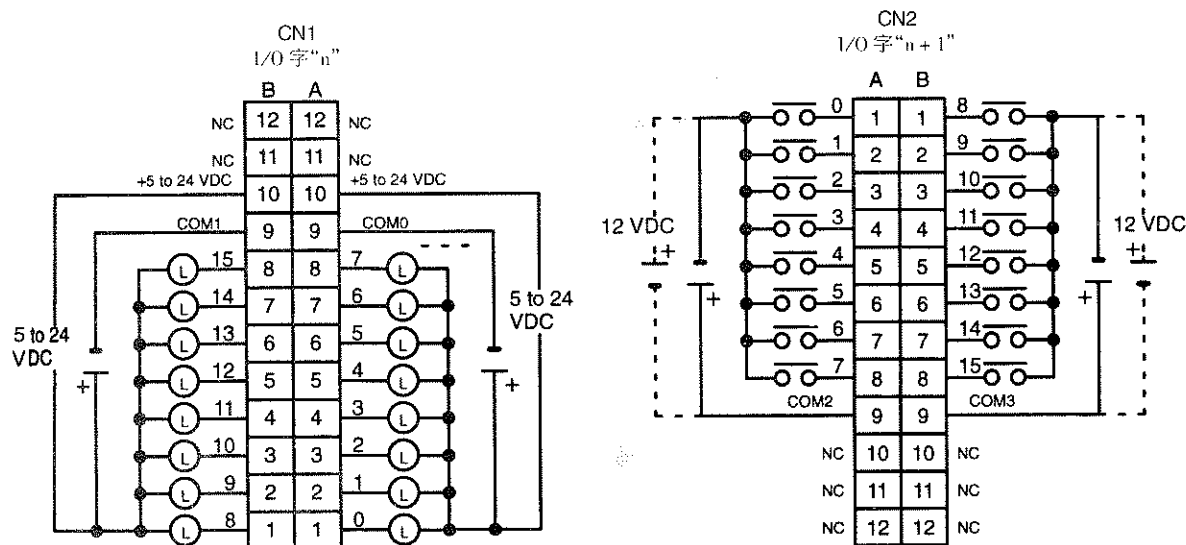 CN1
I/O 字“n”
B A
NC 12 12 NC
NC 11 11 NC
+5 to 24 VDC 10 10 +5 to 24 VDC
COM1 9 9 COM0
L 15 8 8 7 L
L 14 7 7 6 L
L 13 6 6 5 L
L 12 5 5 4 L
L 11 4 4 3 L
L 10 3 3 2 L
L 9 2 2 1 L
L 8 1 1 0 L
5 to 24
VDC
+
5 to 24
VDC
+
CN2
I/O 字“n + 1”
A B
0 1 1 8
1 2 2 9
2 3 3 10
3 4 4 11
4 5 5 12
5 6 6 13
6 7 7 14
7 8 8 15
COM2 9 9 COM3
NC 10 10 NC
NC 11 11 NC
NC 12 12 NC
12 VDC
+
+
12 VDC
+
+